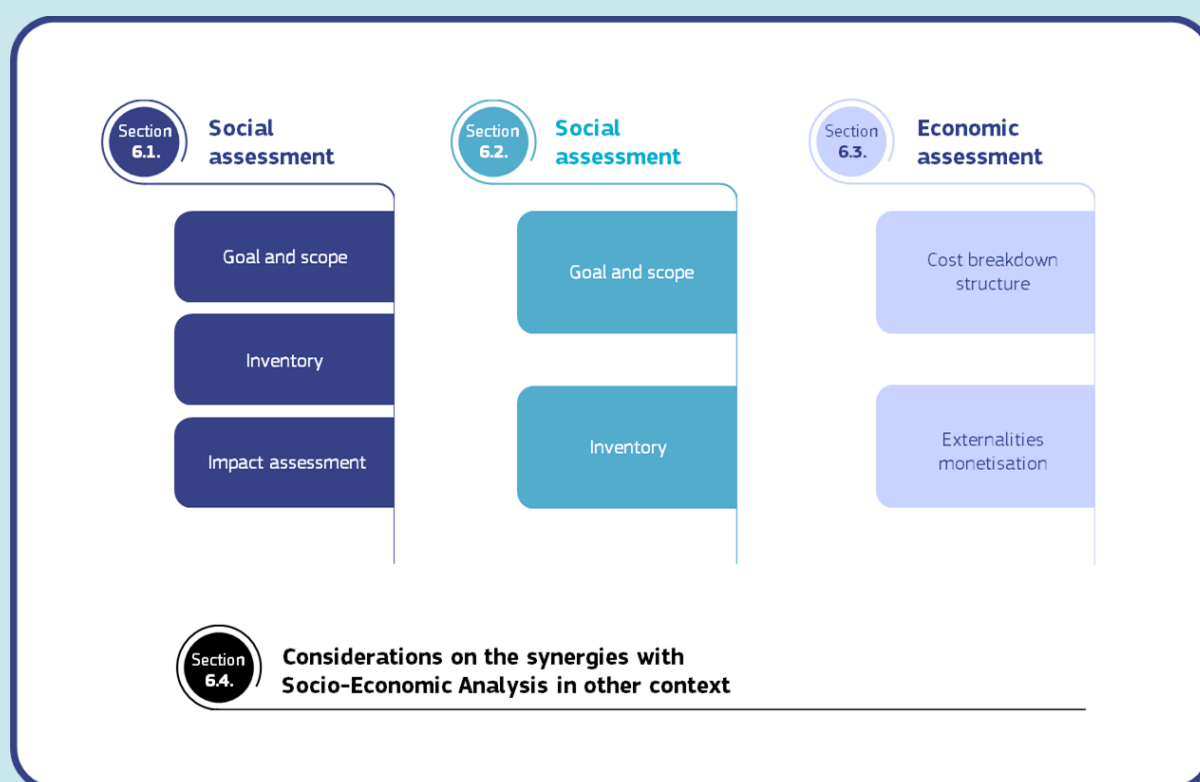 Section
6.1.
Social
assessment
Goal and scope
Inventory
Impact assessment
Section
6.2.
Social
assessment
Goal and scope
Inventory
Section
6.3.
Economic
assessment
Cost breakdown
structure
Externalities
monetisation
Section
6.4.
Considerations on the synergies with
Socio-Economic Analysis in other context